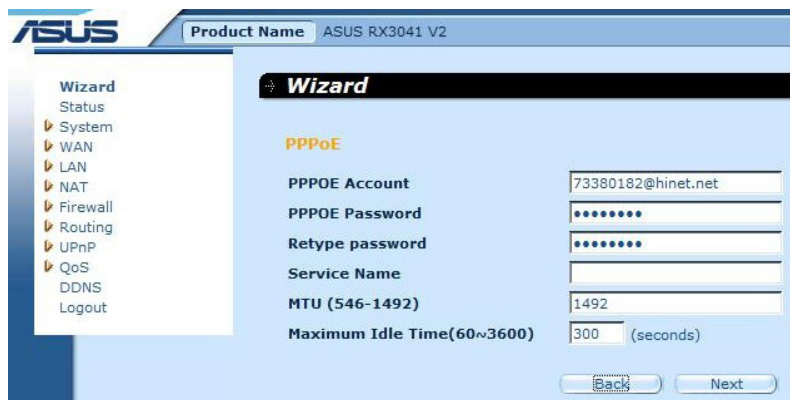 ASUS
Product Name ASUS RX3041 V2
Wizard
Status
System
WAN
LAN
NAT
Firewall
Routing
UPnP
QoS
DDNS
Logout
Wizard
PPPoE
PPPOE Account 73380182@hinet.net
PPPOE Password ••••••••
Retype password ••••••••
Service Name
MTU (546-1492) 1492
Maximum Idle Time(60~3600) 300 (seconds)
Back Next